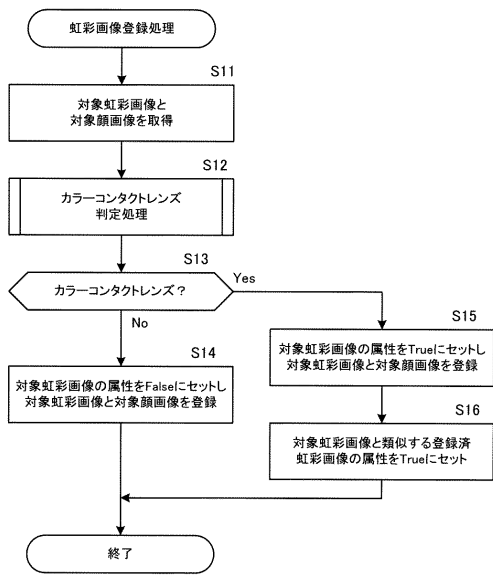 虹彩画像登録処理
S11
対象虹彩画像と
対象顔画像を取得
S12
カラーコンタクトレンズ
判定処理
S13
カラーコンタクトレンズ？
Yes
No
S14
対象虹彩画像の属性をFalseにセットし
対象虹彩画像と対象顔画像を登録
S15
対象虹彩画像の属性をTrueにセットし
対象虹彩画像と対象顔画像を登録
S16
対象虹彩画像と類似する登録済
虹彩画像の属性をTrueにセット
終了